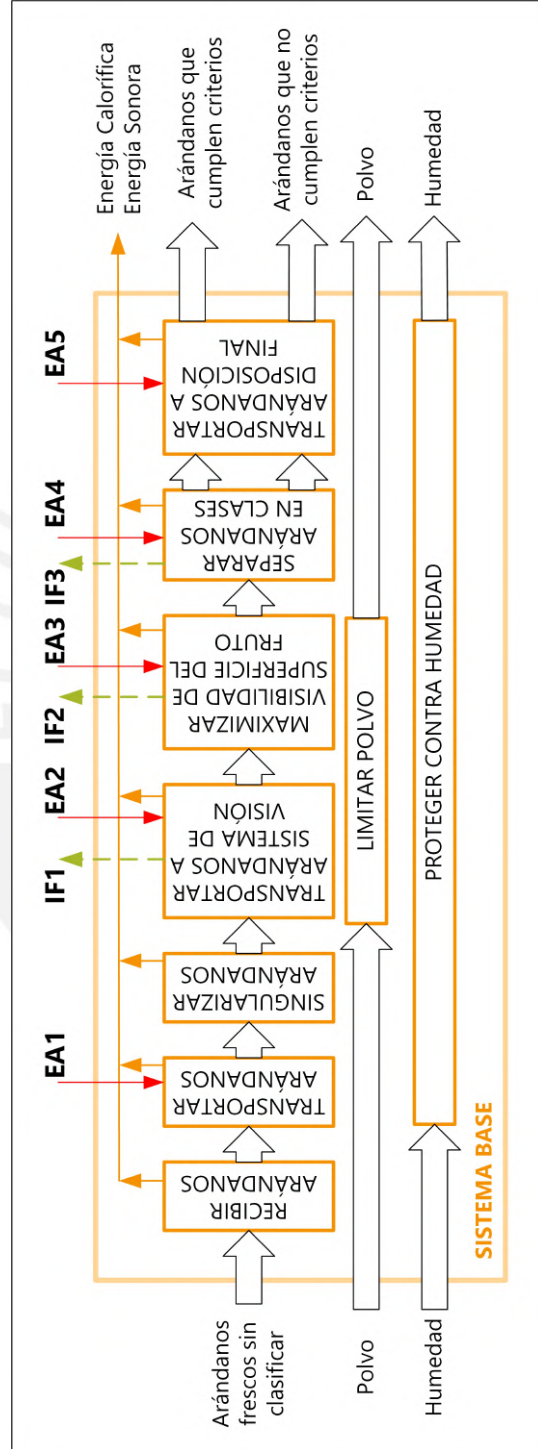 EA1
IF1
EA2
IF2
EA3
IF3
EA4
EA5
Energía Calorífica
Energía Sonora
Arándanos
frescos sin
clasificar
RECIBIR
ARÁNDANOS
TRANSPORTAR
ARÁNDANOS
SINGULARIZAR
ARÁNDANOS
TRANSPORTAR
ARÁNDANOS A
SISTEMA DE
VISIÓN
MAXIMIZAR
VISIBILIDAD DE
SUPERFICIE DEL
FRUTO
SEPARAR
ARÁNDANOS
EN CLASES
TRANSPORTAR
ARÁNDANOS A
DISPOSICIÓN
FINAL
Arándanos que
cumplen criterios
Arándanos que no
cumplen criterios
Polvo
LIMITAR POLVO
Polvo
Humedad
PROTEGER CONTRA HUMEDAD
Humedad
SISTEMA BASE